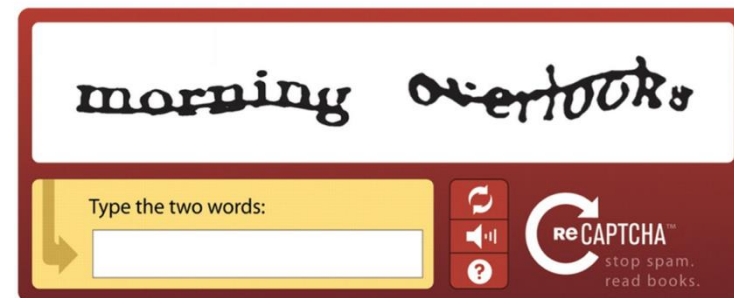 morning overlooks
Type the two words:
ReCAPTCHA™
stop spam.
read books.